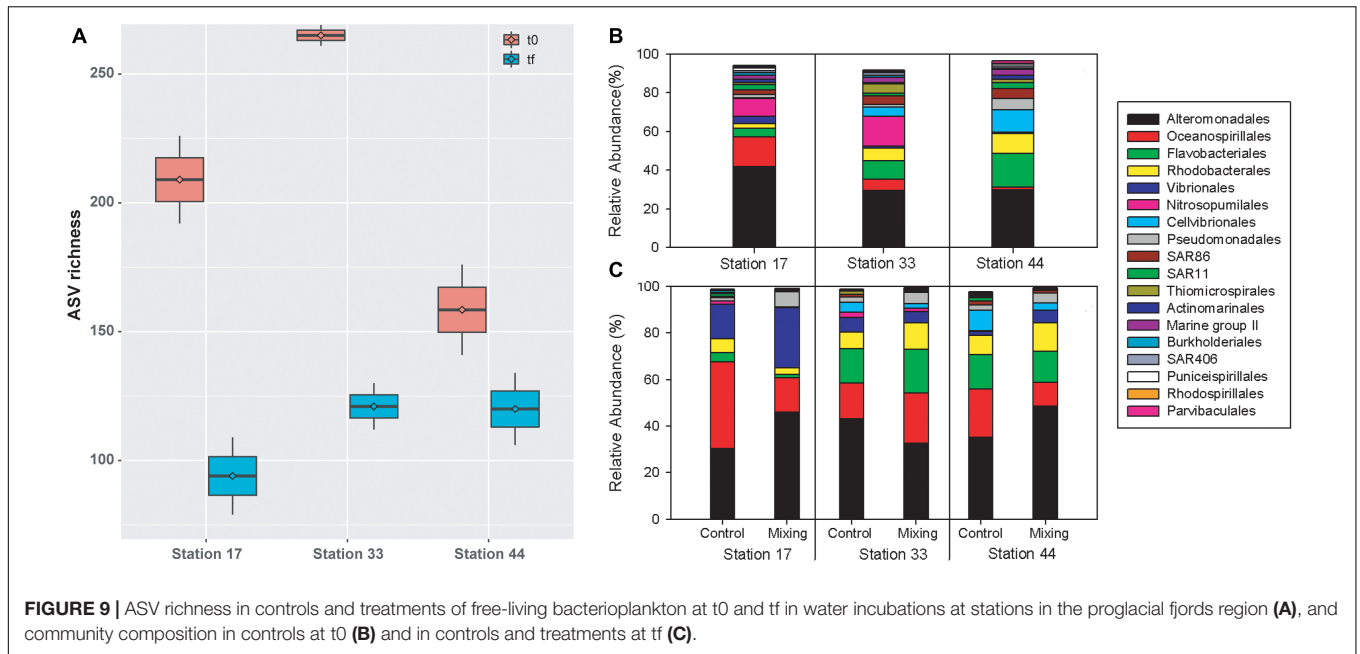 A
ASV richness
250
200
150
100
Station 17
Station 33
Station 44
t0
tf
B
Relative Abundance(%)
100
80
60
40
20
0
Station 17
Station 33
Station 44
C
Relative Abundance (%)
100
80
60
40
20
0
Control
Mixing
Control
Mixing
Control
Mixing
Station 17
Station 33
Station 44
Alteromonadales
Oceanospirillales
Flavobacteriales
Rhodobacterales
Vibrionales
Nitrosopumilales
Cellvibrionales
Pseudomonadales
SAR86
SAR11
Thiomicrospirales
Actinomarinales
Marine group II
Burkholderiales
SAR406
Puniceispirillales
Rhodospirillales
Parvibaculales
FIGURE 9 | ASV richness in controls and treatments of free-living bacterioplankton at t0 and tf in water incubations at stations in the proglacial fjords region (A), and
community composition in controls at t0 (B) and in controls and treatments at tf (C).